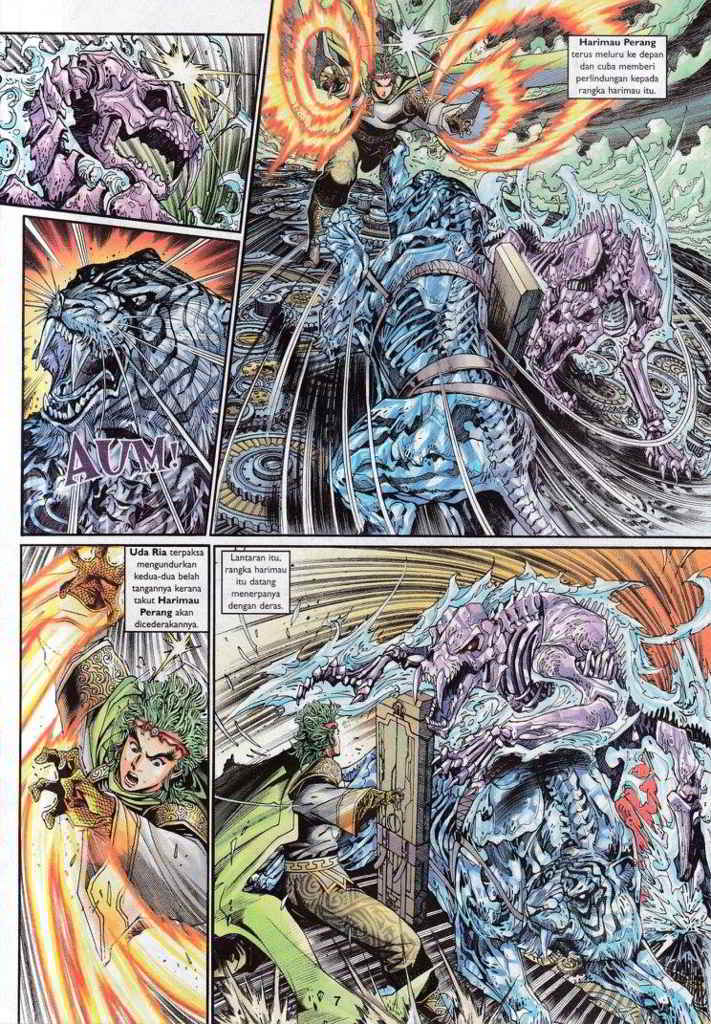 Harimau Perang
terus meluru ke depan
dan cuba memberi
perlindungan kepada
rangka harimau itu.
AUM!
Uda Ria terpaksa
mengundurkan
kedua-dua belah
tangannya kerana
takut Harimau
Perang akan
dicederakannya.
Lantaran itu,
rangka harimau
itu datang
menerpanya
dengan deras.
7